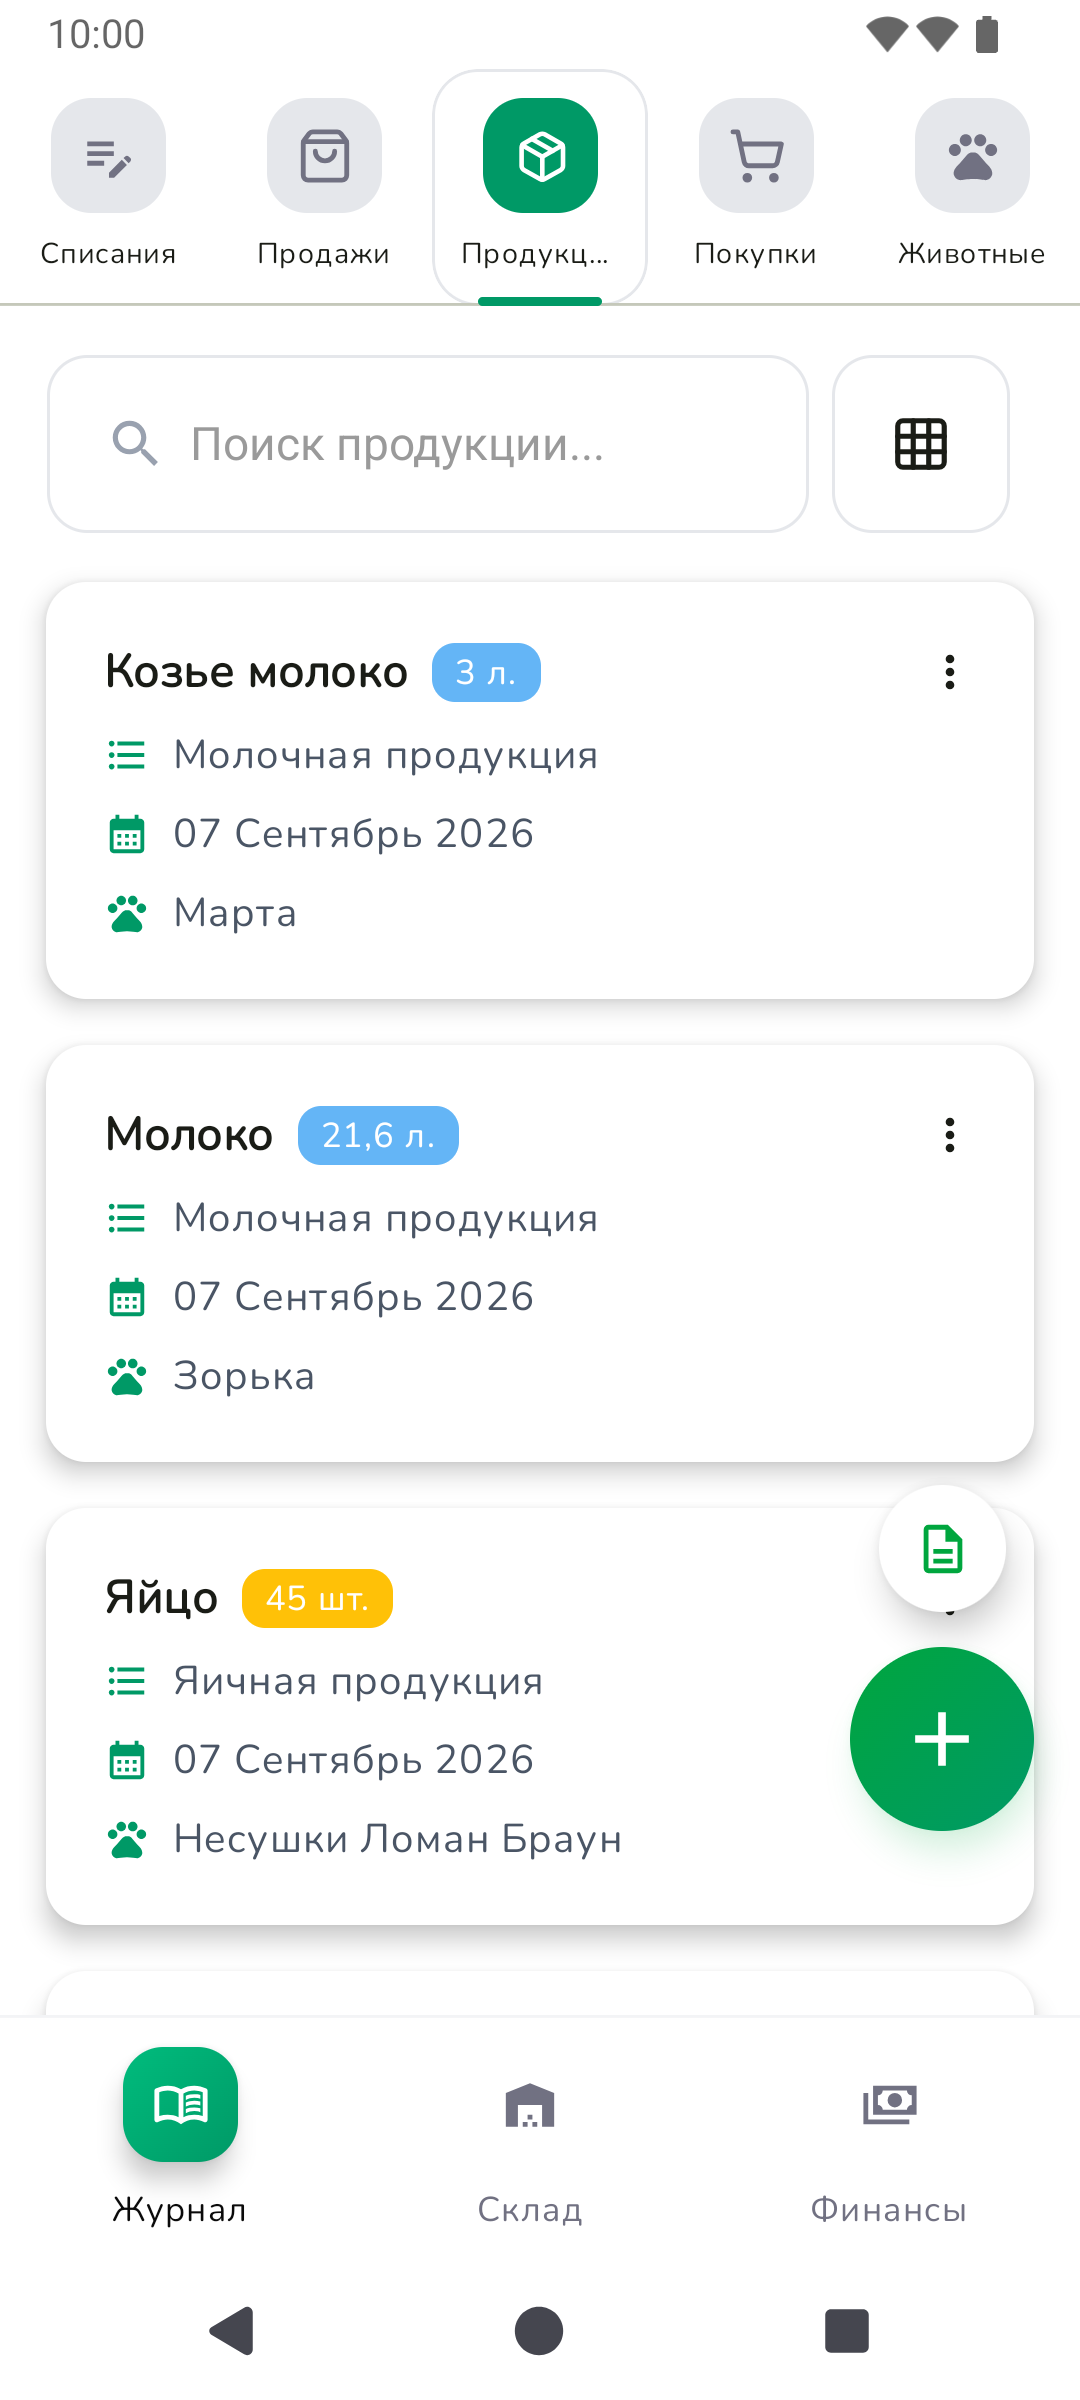 10:00
Списания
Продажи
Продукц...
Покупки
Животные
Поиск продукции...
Козье молоко
3 л.
Молочная продукция
07 Сентябрь 2026
Марта
Молоко
21,6 л.
Молочная продукция
07 Сентябрь 2026
Зорька
Яйцо
45 шт.
Яичная продукция
07 Сентябрь 2026
Несушки Ломан Браун
Журнал
Склад
Финансы